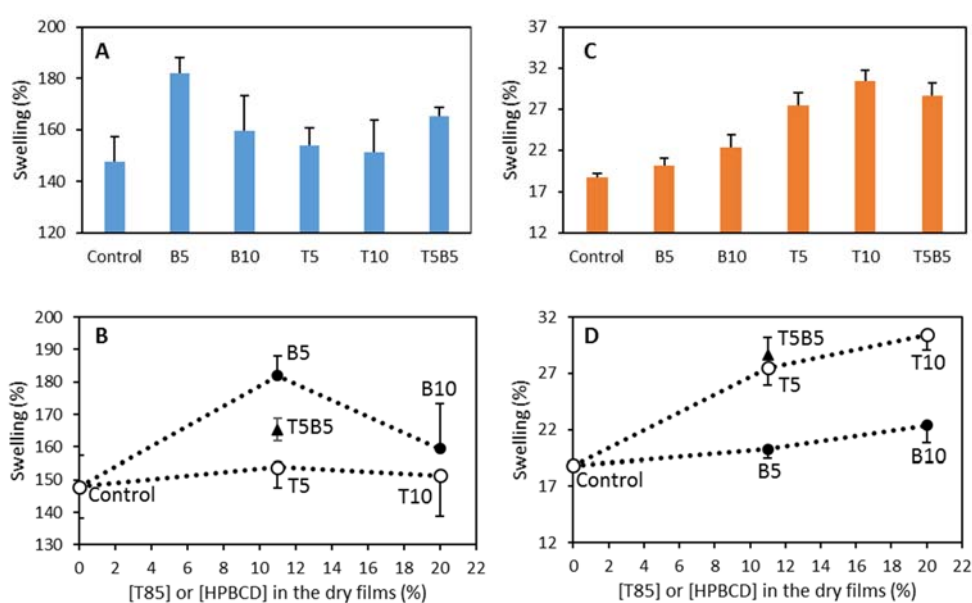 A
Swelling (%)
200
180
160
140
120
Control B5 B10 T5 T10 T5B5
C
Swelling (%)
37
32
27
22
17
12
Control B5 B10 T5 T10 T5B5
B
Swelling (%)
200
190
180
170
160
150
140
130
B5
B10
T5B5
Control
T5
T10
0 2 4 6 8 10 12 14 16 18 20 22
[T85] or [HPBCD] in the dry films (%)
D
Swelling (%)
32
27
22
17
12
T5B5
T5
T10
Control
B5
B10
0 2 4 6 8 10 12 14 16 18 20 22
[T85] or [HPBCD] in the dry films (%)